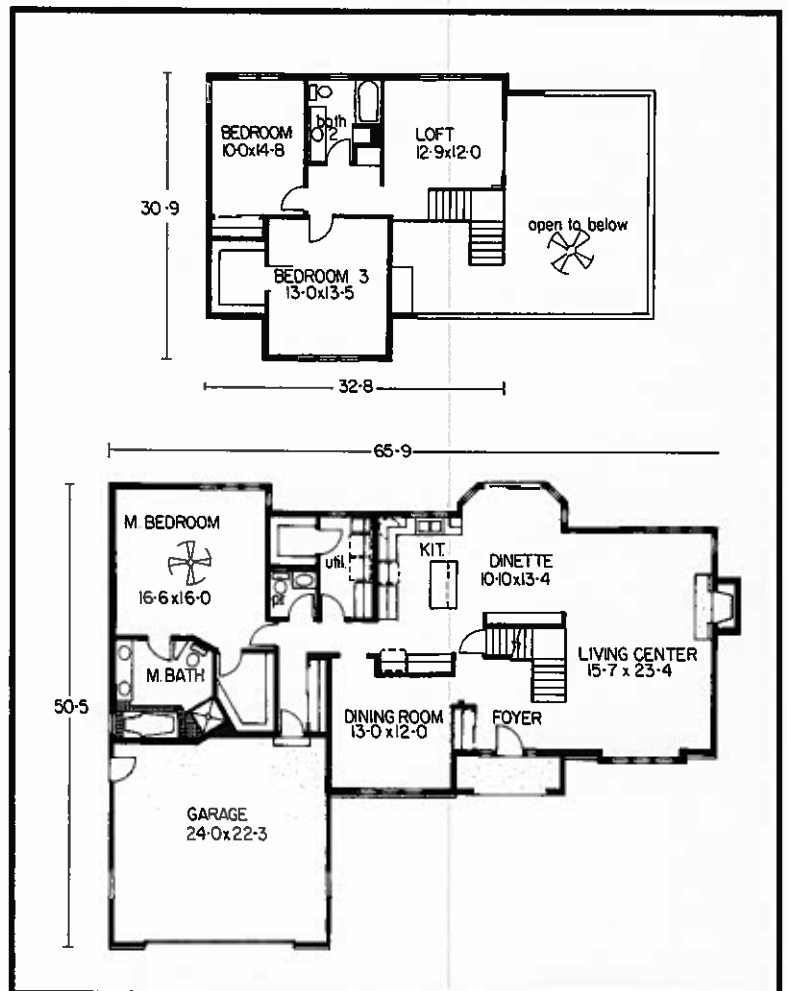 30-9
BEDROOM
10-0x14-8
bath
2
LOFT
12-9x12-0
open to below
BEDROOM 3
13-0x13-5
32-8
65-9
50-5
M. BEDROOM
16-6x16-0
util.
KIT.
DINETTE
10-10x13-4
M. BATH
LIVING CENTER
15-7 x 23-4
DINING ROOM
13-0 x12-0
FOYER
GARAGE
24-0x22-3